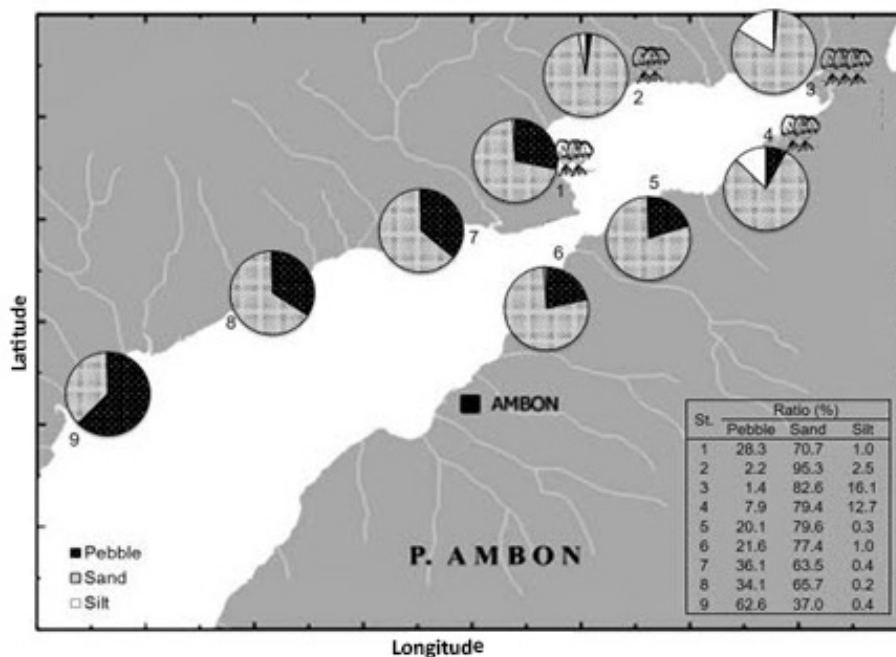 2
3
4
1
5
7
6
8
9
AMBON
P. AMBON
Latitude
Longitude
Pebble
Sand
Silt
St. Ratio (%)
Pebble Sand Silt
1 28.3 70.7 1.0
2 2.2 95.3 2.5
3 1.4 82.6 16.1
4 7.9 79.4 12.7
5 20.1 79.6 0.3
6 21.6 77.4 1.0
7 36.1 63.5 0.4
8 34.1 65.7 0.2
9 62.6 37.0 0.4